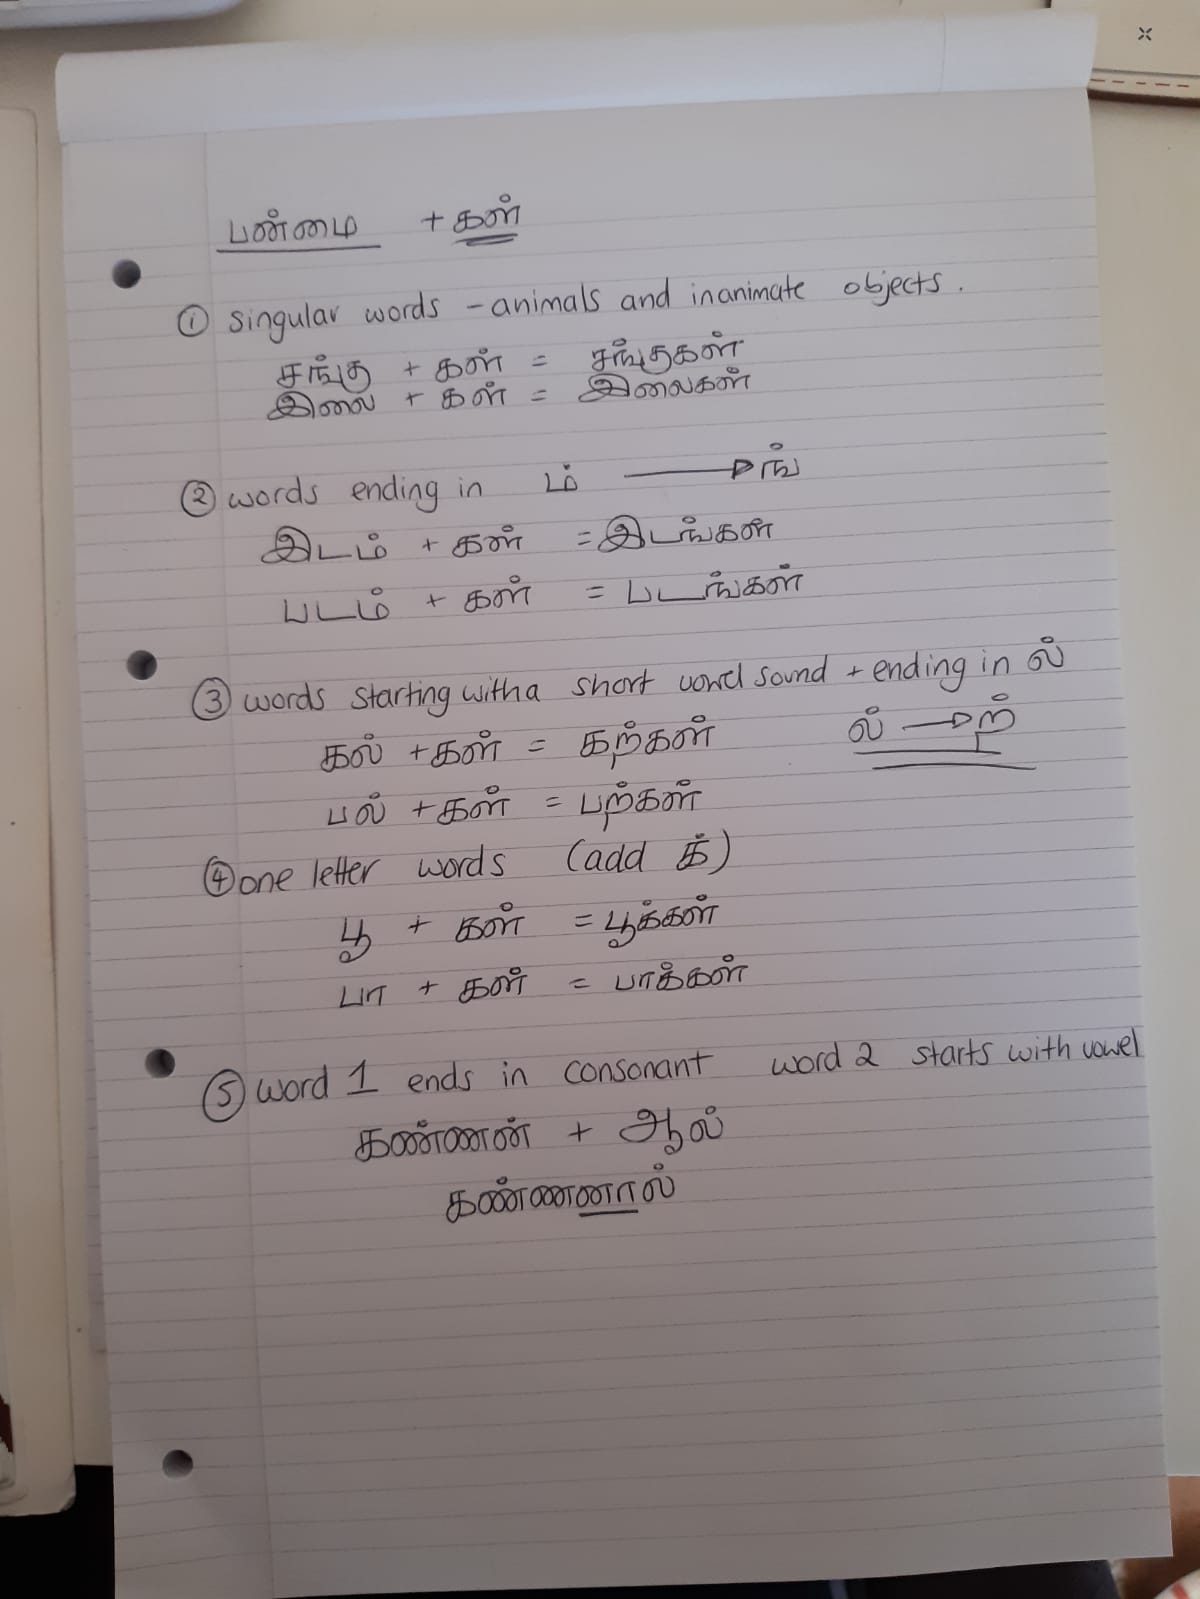 பன்மை + கள்
① singular words - animals and inanimate objects.
சங்கு + கள் = சங்குகள்
இலை + கள் = இலைகள்
② words ending in ம் → ங்
இடம் + கள் = இடங்கள்
படம் + கள் = படங்கள்
③ words starting with a short vowel sound + ending in ல்
கல் + கள் = கற்கள் ல் → ற்
பல் + கள் = பற்கள்
④ one letter words (add க்)
பூ + கள் = பூக்கள்
பா + கள் = பாக்கள்
⑤ word 1 ends in consonant word 2 starts with vowel
கண்ணன் + ஆல்
கண்ணனால்